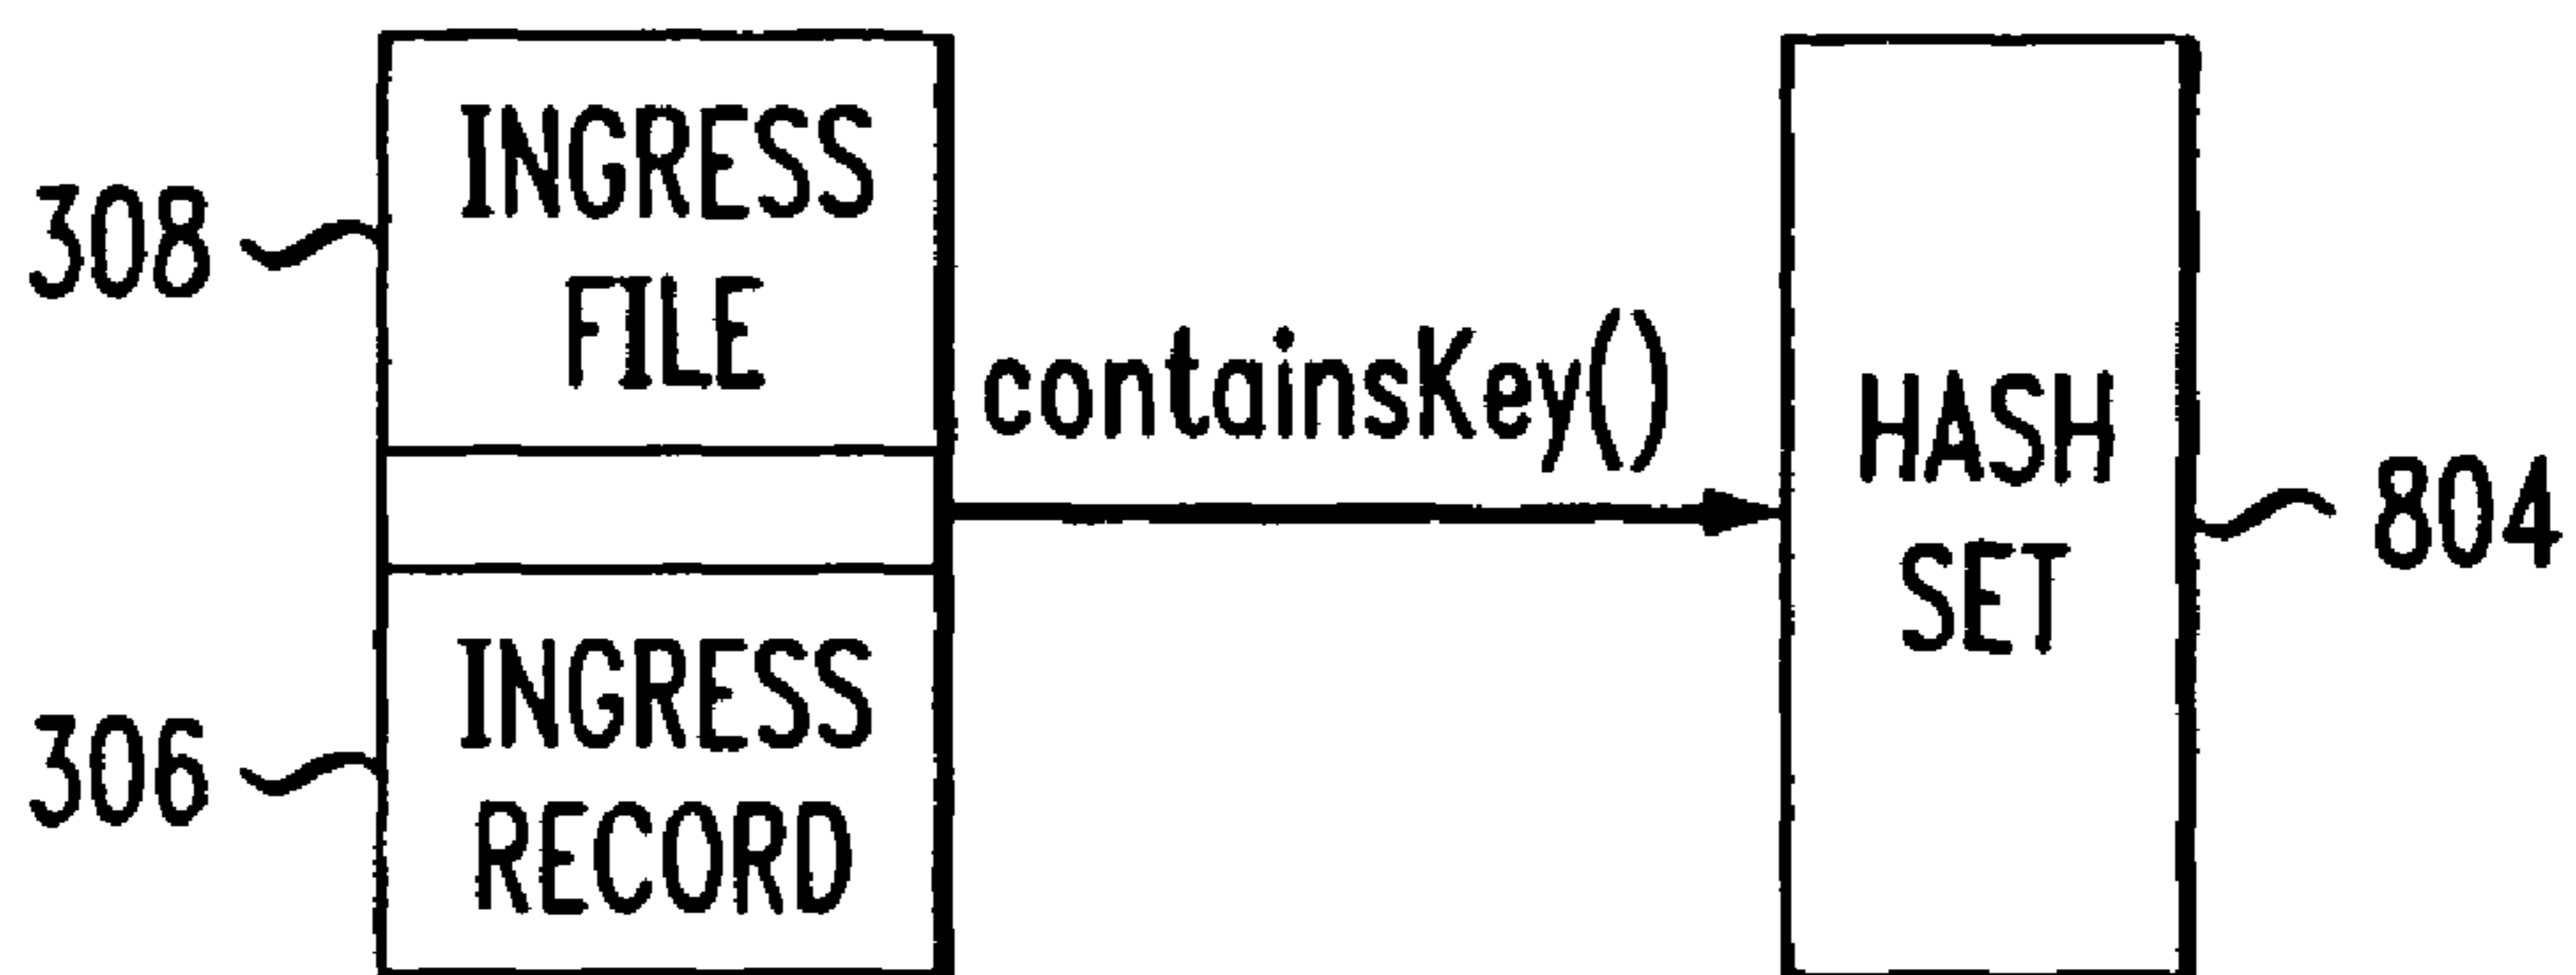 308
INGRESS
FILE
containsKey()
HASH
SET
804
306
INGRESS
RECORD